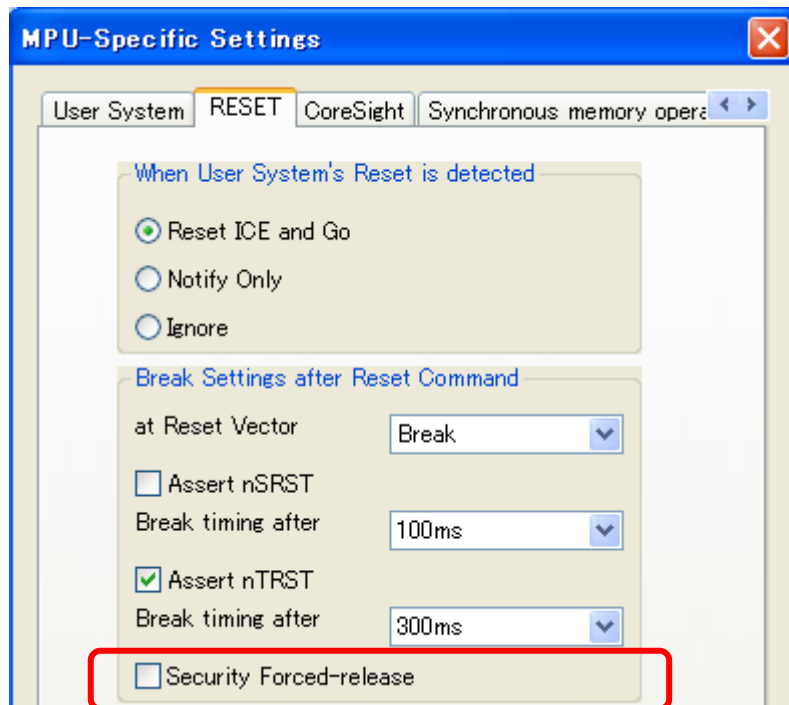 MPU-Specific Settings
User System RESET CoreSight Synchronous memory opera
When User System's Reset is detected
Reset ICE and Go
Notify Only
Ignore
Break Settings after Reset Command
at Reset Vector Break
Assert nSRST
Break timing after 100ms
Assert nTRST
Break timing after 300ms
Security Forced-release